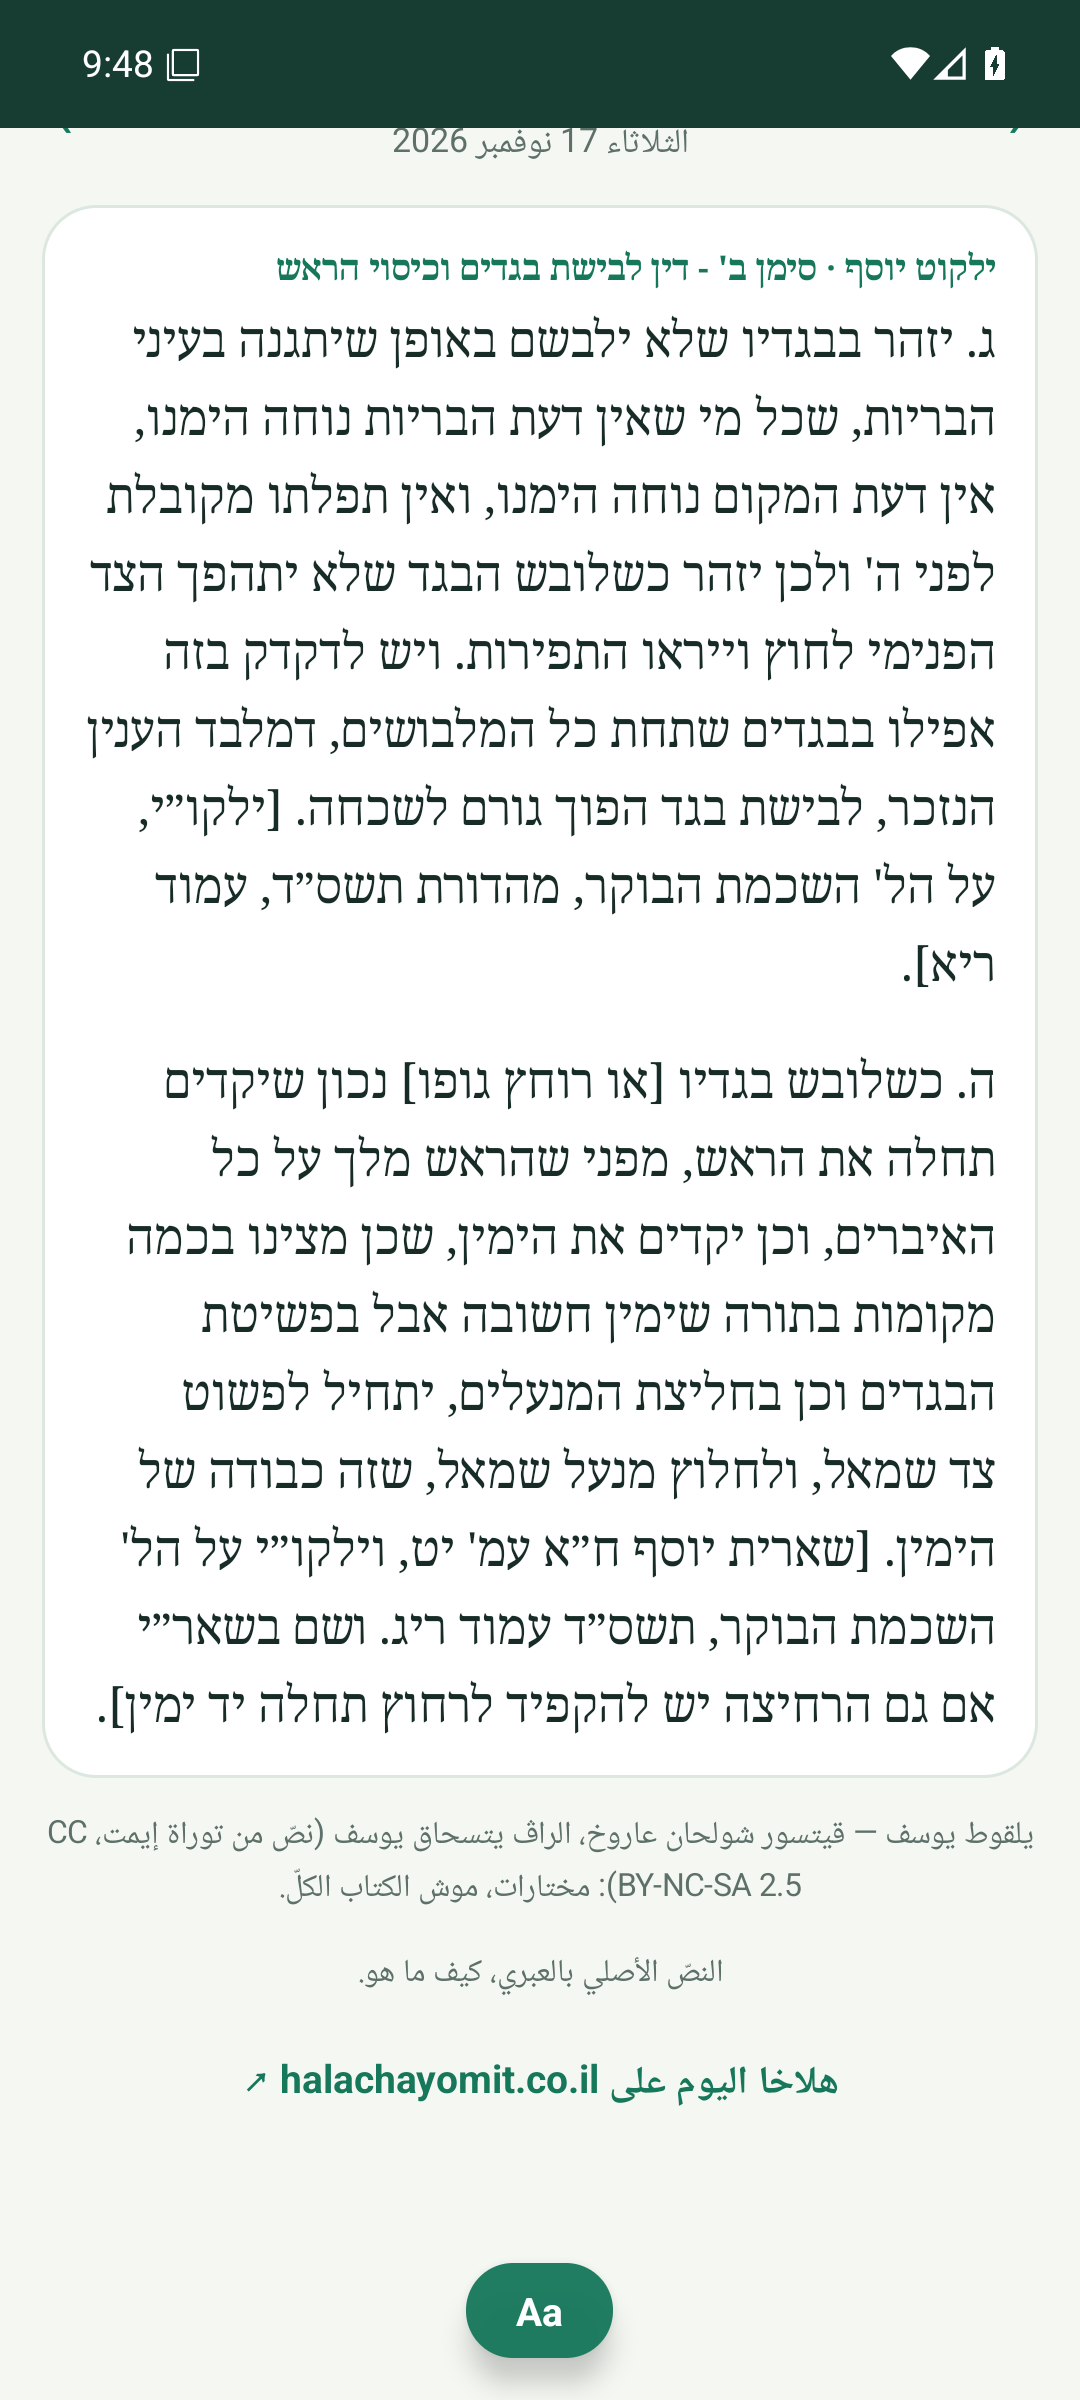 9:48
الثلاثاء 17 نوفمبر 2026
ילקוט יוסף · סימן ב' - דין לבישת בגדים וכיסוי הראש
ג. יזהר בבגדיו שלא ילבשם באופן שיתגנה בעיני
הבריות, שכל מי שאין דעת הבריות נוחה הימנו,
אין דעת המקום נוחה הימנו, ואין תפלתו מקובלת
לפני ה' ולכן יזהר כשלובש הבגד שלא יתהפך הצד
הפנימי לחוץ וייראו התפירות. ויש לדקדק בזה
אפילו בבגדים שתחת כל המלבושים, דמלבד הענין
הנזכר, לבישת בגד הפוך גורם לשכחה. [ילקו״י,
על הל' השכמת הבוקר, מהדורת תשס״ד, עמוד
ריא].
ה. כשלובש בגדיו [או רוחץ גופו] נכון שיקדים
תחלה את הראש, מפני שהראש מלך על כל
האיברים, וכן יקדים את הימין, שכן מצינו בכמה
מקומות בתורה שימין חשובה אבל בפשיטת
הבגדים וכן בחליצת המנעלים, יתחיל לפשוט
צד שמאל, ולחלוץ מנעל שמאל, שזה כבודה של
הימין. [שארית יוסף ח״א עמ' יט, וילקו״י על הל'
השכמת הבוקר, תשס״ד עמוד ריג. ושם בשאר״י
אם גם הרחיצה יש להקפיד לרחוץ תחלה יד ימין].
يلقوط يوسف — قيتسور شولحان عاروخ، الراڤ يتسحاق يوسف (نصّ من توراة إيمت، CC
BY-NC-SA 2.5): مختارات، موش الكتاب الكلّ.
النصّ الأصلي بالعبري، كيف ما هو.
هلاخا اليوم على halachayomit.co.il ↗
Aa